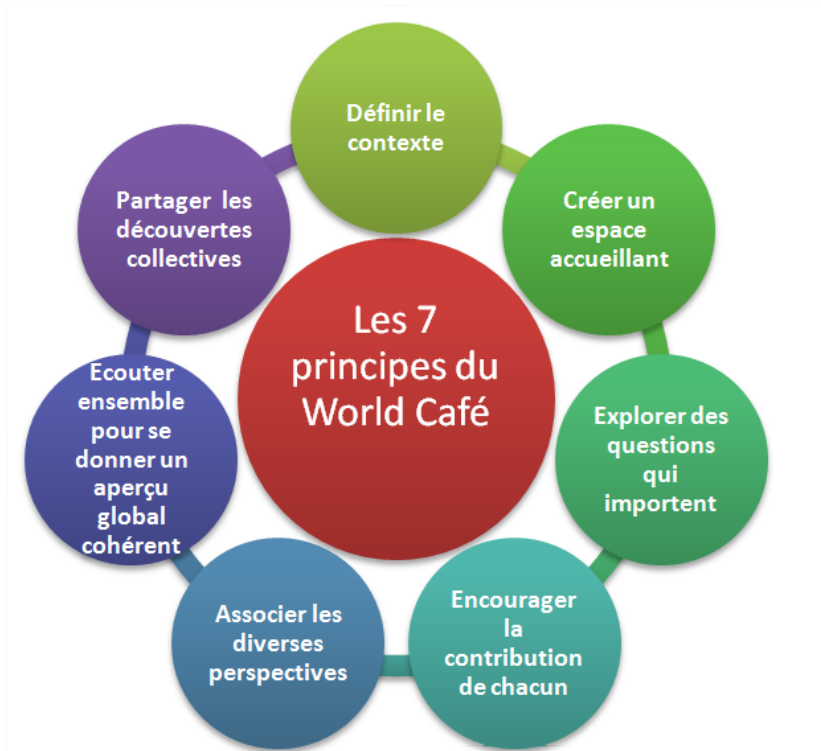 Les 7
principes du
World Café
Définir le
contexte
Créer un
espace
accueillant
Explorer des
questions
qui
importent
Encourager
la
contribution
de chacun
Associer les
diverses
perspectives
Ecouter
ensemble
pour se
donner un
aperçu
global
cohérent
Partager les
découvertes
collectives